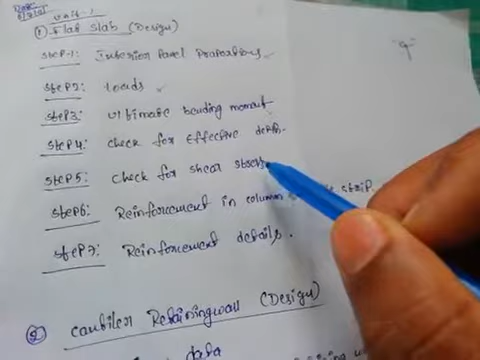 Unit-1
① Flat Slab (Design)
Step-1: Interior Panel Proportions
Step2: Loads
Step3: Ultimate bending moment
Step4: check for Effective depth
Step5: check for shear stress
Step6: Reinforcement in column strip
Step7: Reinforcement details.
② Cantilever Retaining wall (Design)
data